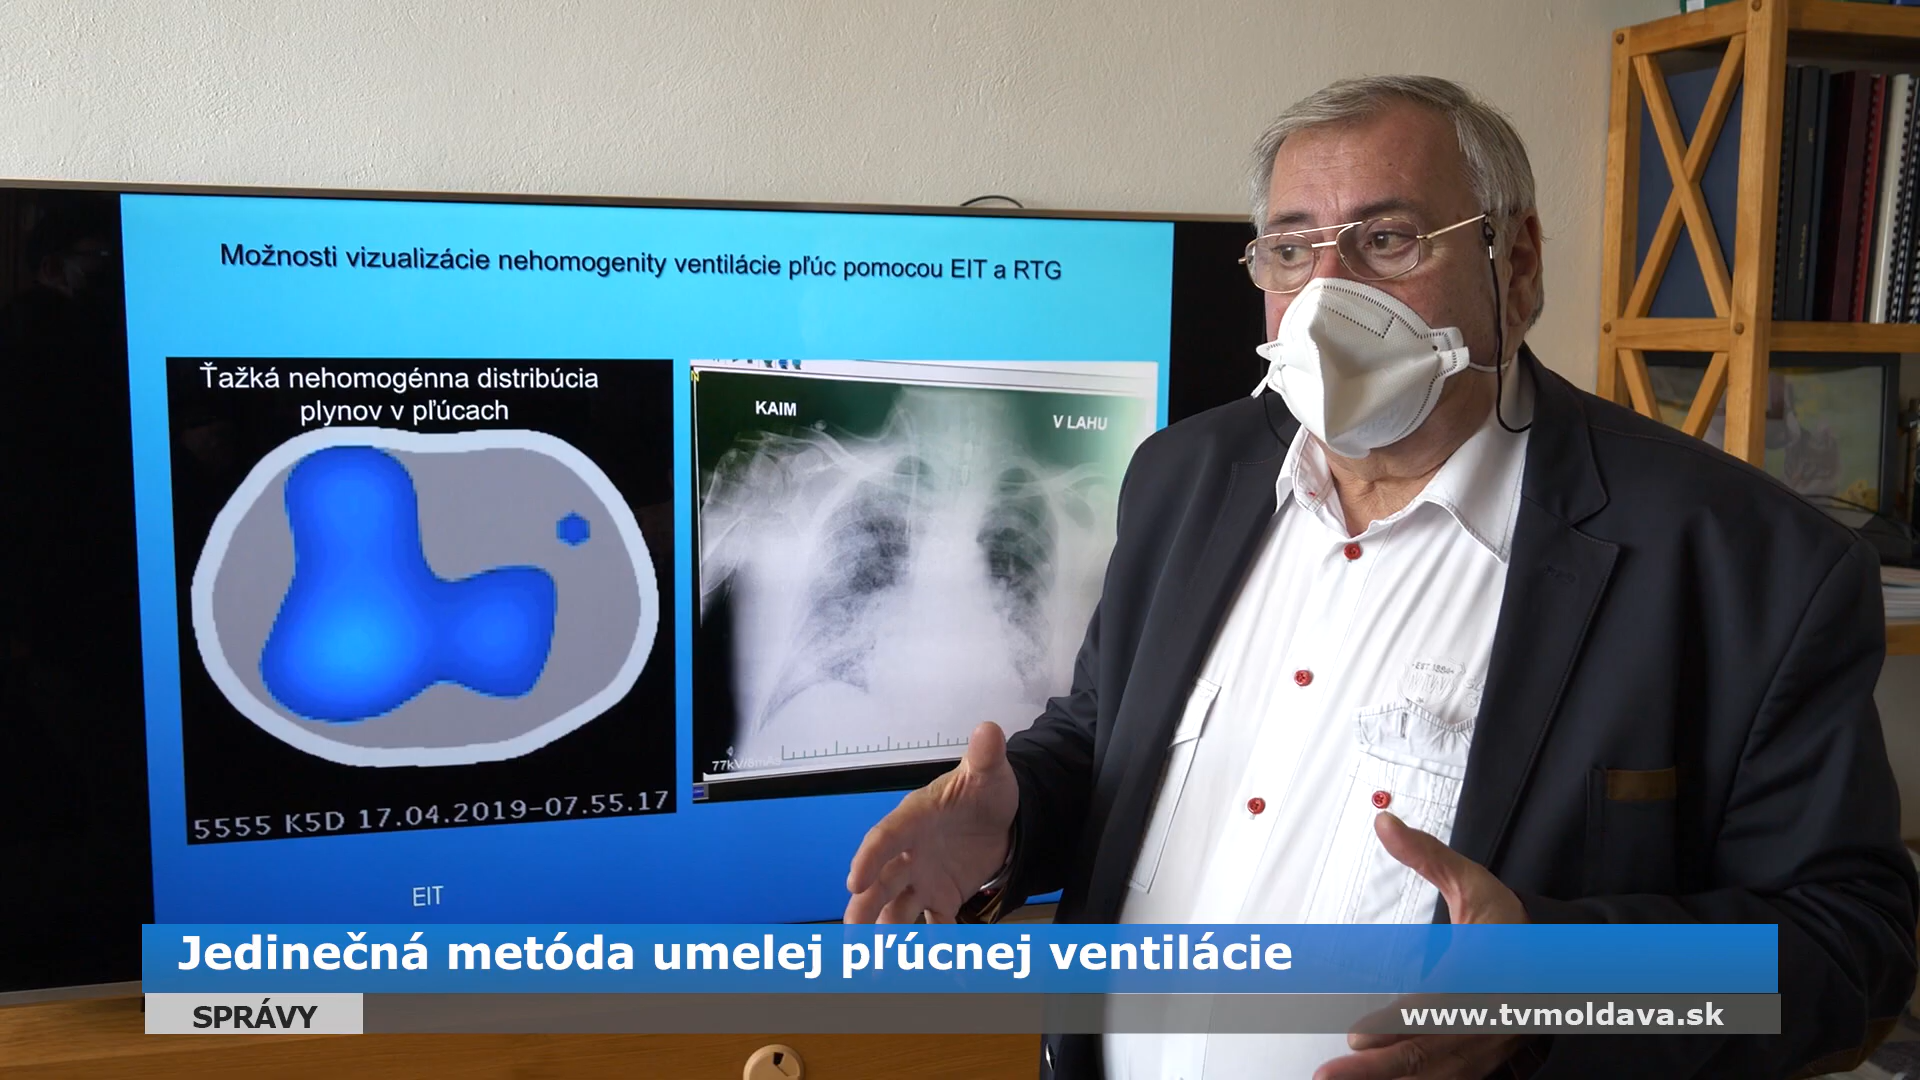 Možnosti vizualizácie nehomogenity ventilácie pľúc pomocou EIT a RTG
Ťažká nehomogénna distribúcia
plynov v pľúcach
KAIM
V LAHU
5555 K5D 17.04.2019-07.55.17
EIT
Jedinečná metóda umelej pľúcnej ventilácie
SPRÁVY
www.tvmoldava.sk